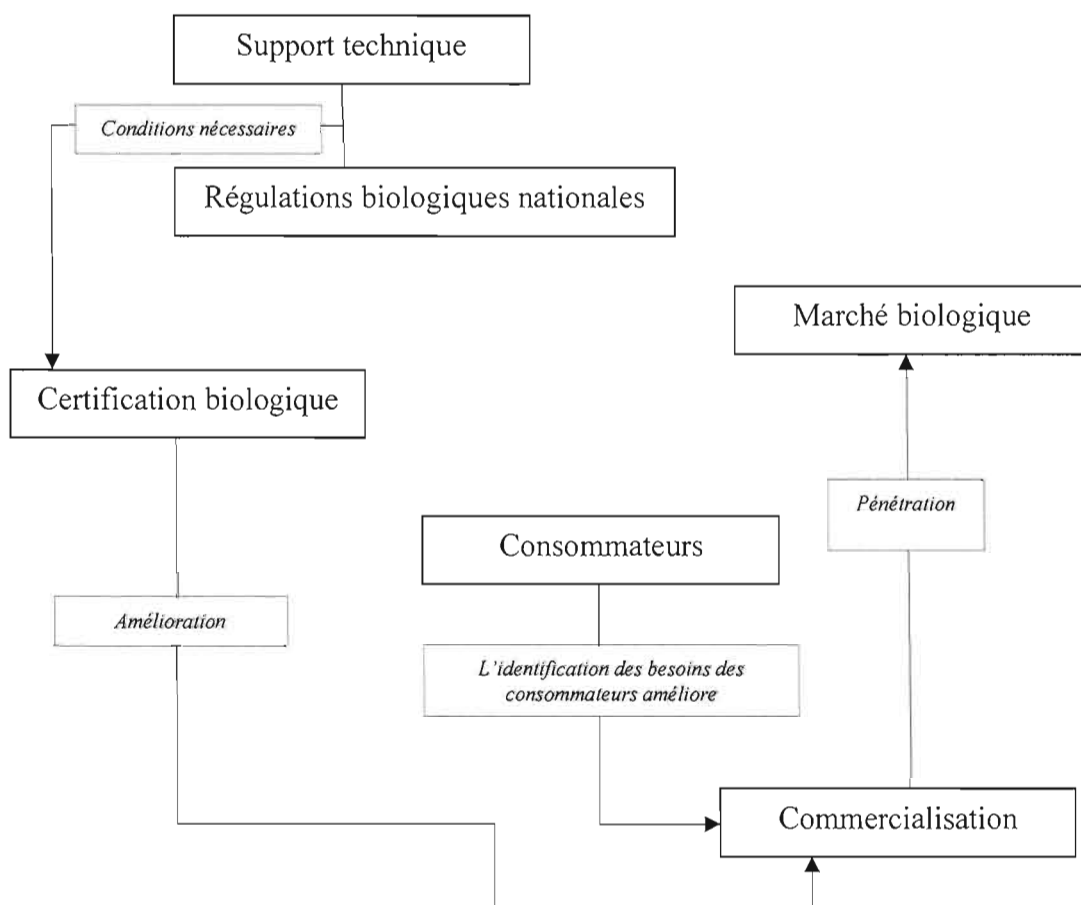 Support technique
Conditions nécessaires
Régulations biologiques nationales
Marché biologique
Certification biologique
Pénétration
Consommateurs
Amélioration
L'identification des besoins des
consommateurs améliore
Commercialisation